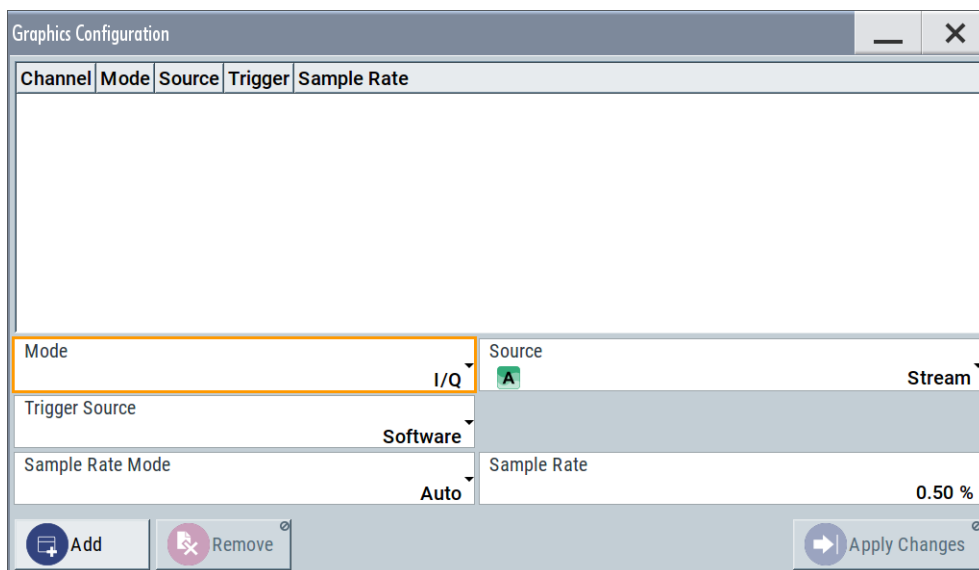 Graphics Configuration
Channel Mode Source Trigger Sample Rate
Mode
I/Q
Source
A Stream
Trigger Source
Software
Sample Rate Mode
Auto
Sample Rate
0.50 %
Add Remove Apply Changes